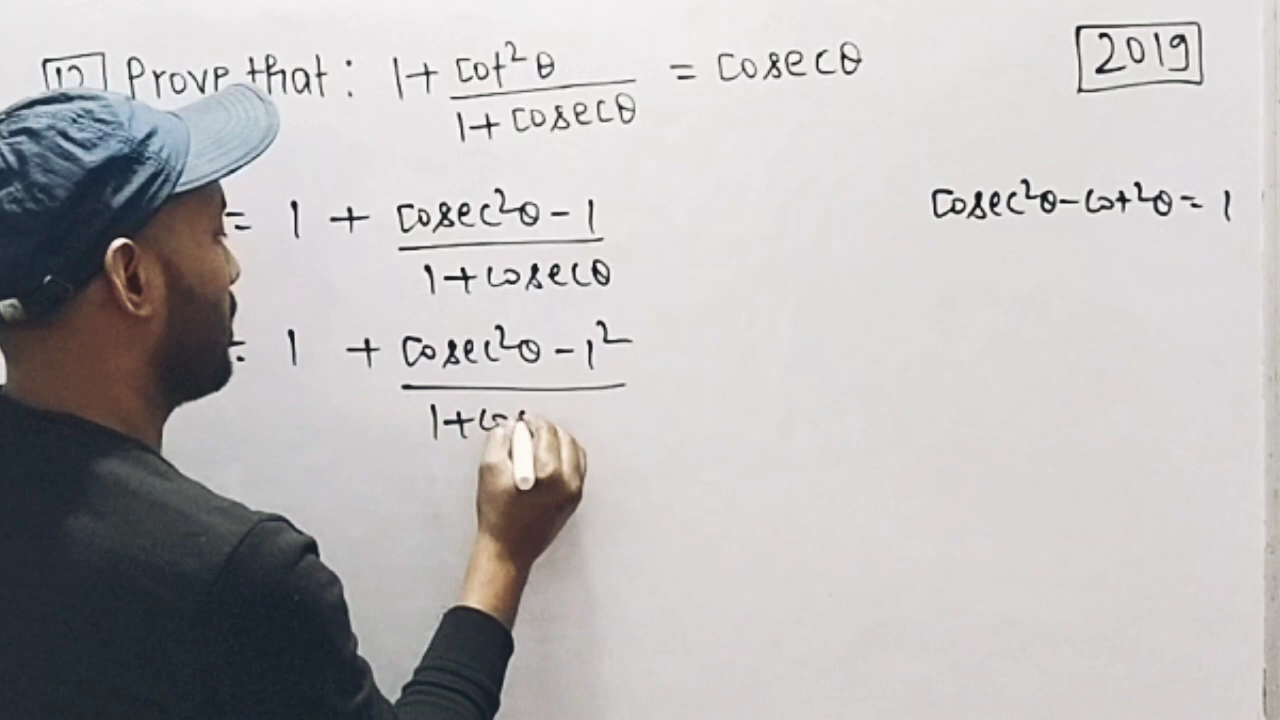 12 Prove that: 1 + cot²θ / 1 + cosecθ = cosecθ
2019
cosec²θ - cot²θ = 1
= 1 + cosec²θ - 1 / 1 + cosecθ
= 1 + cosec²θ - 1² / 1 + cos